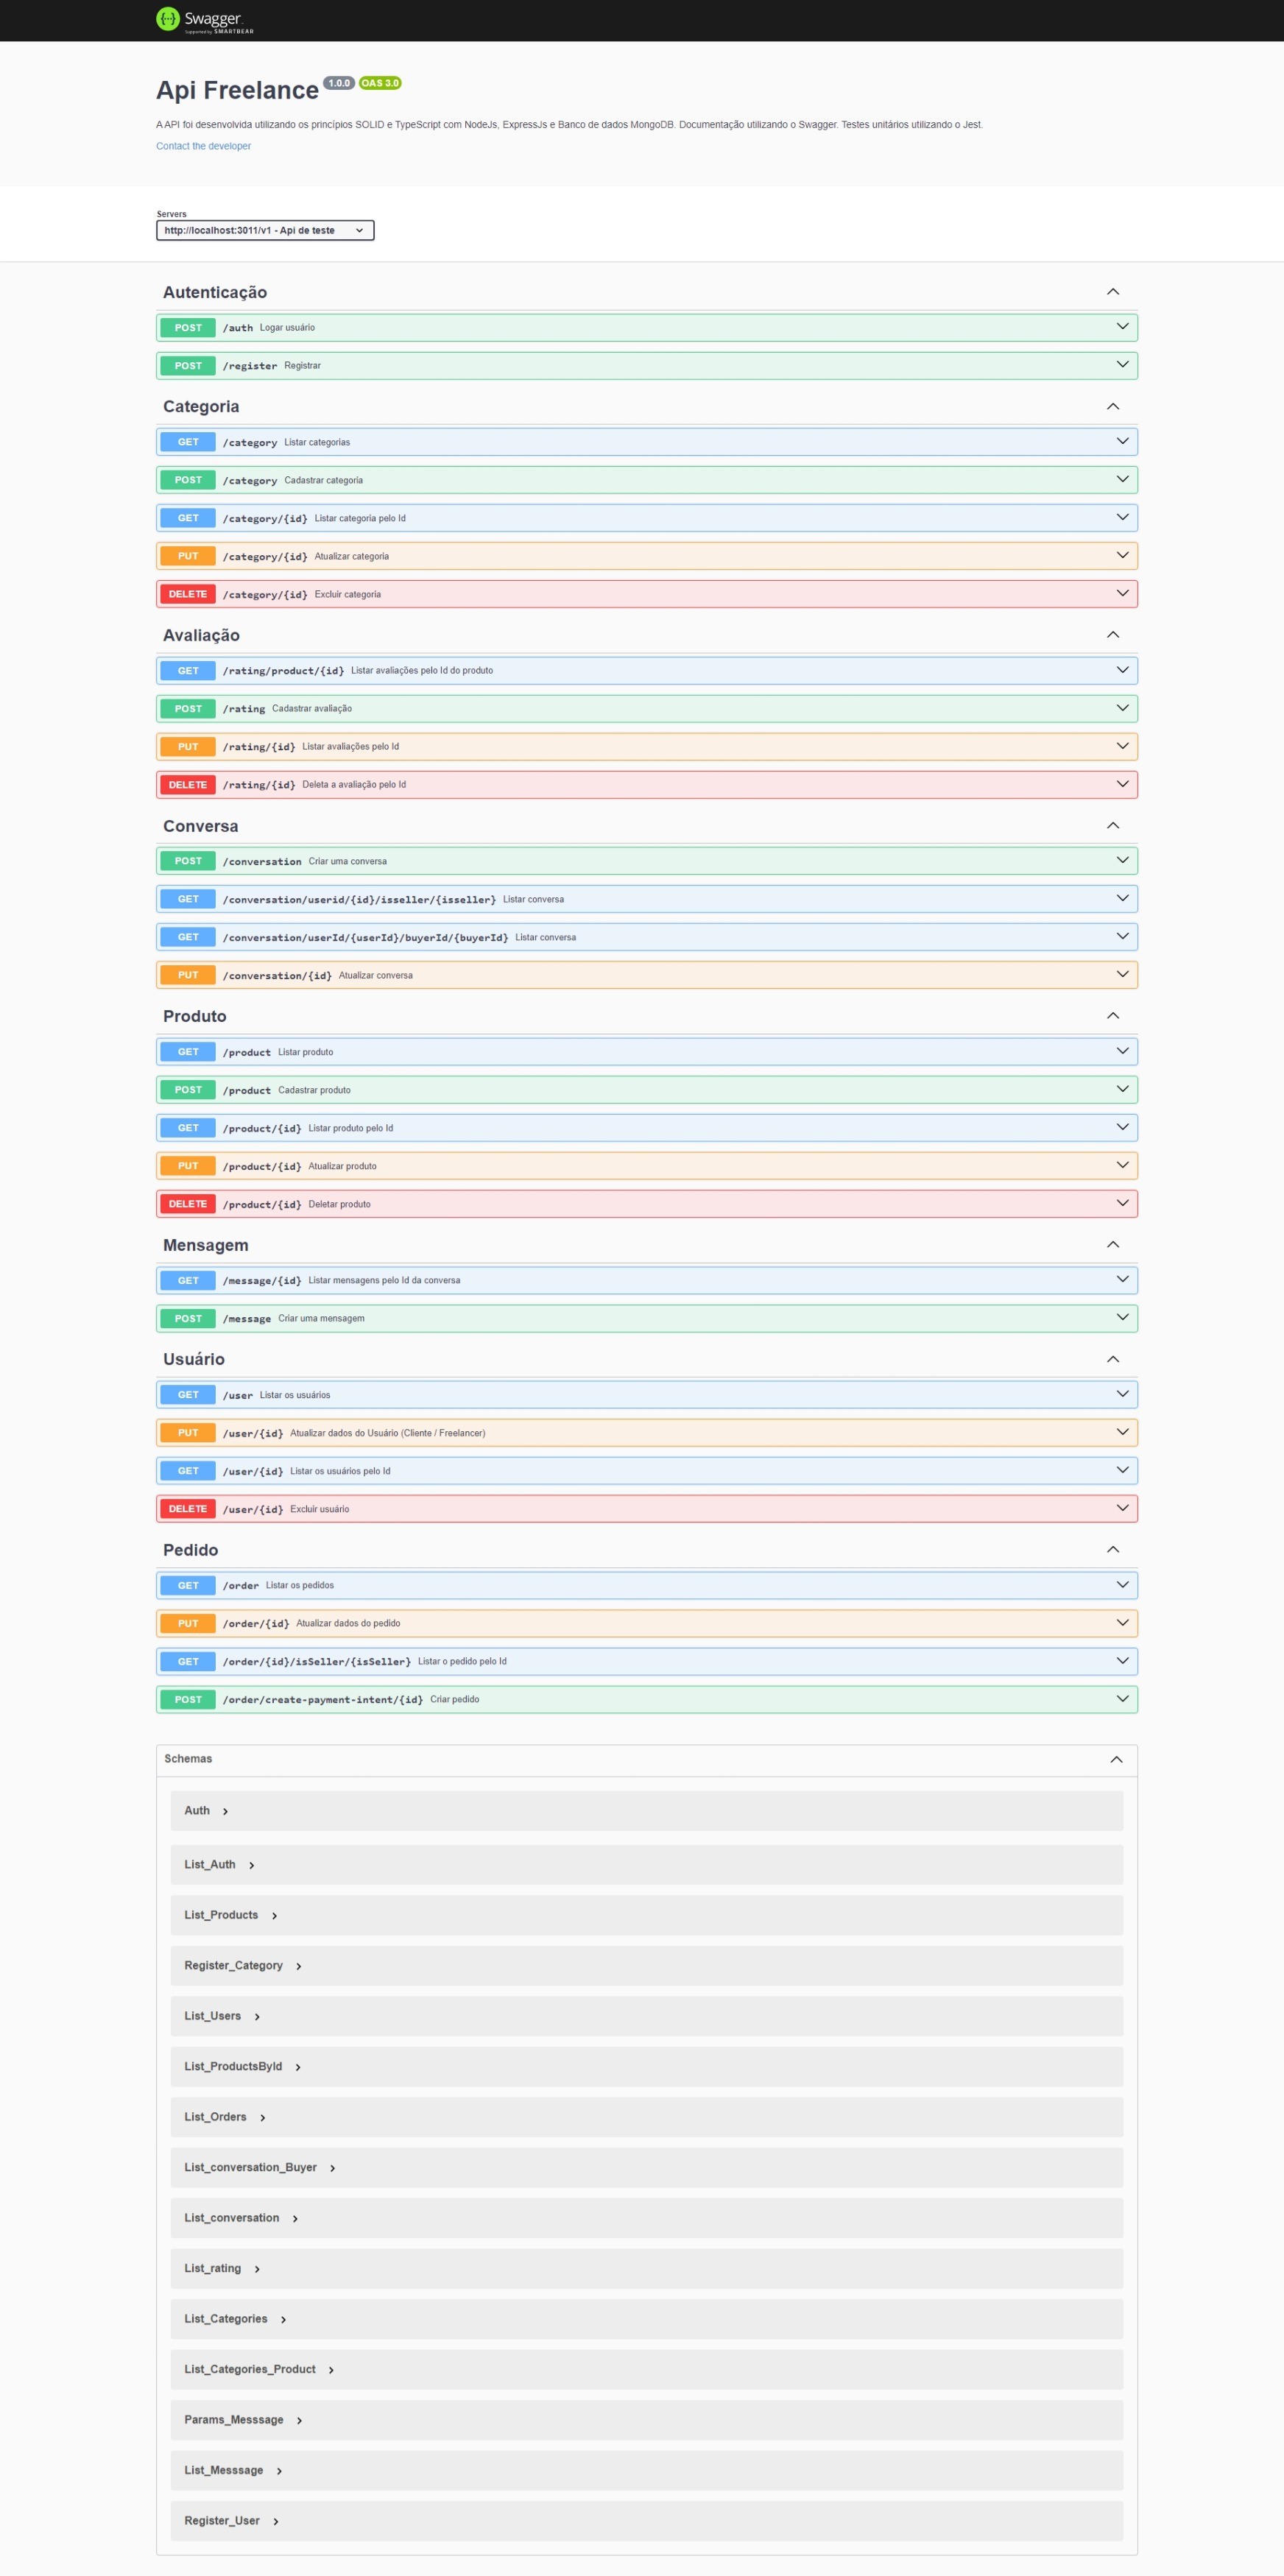 Swagger.
Supported by SMARTBEAR
Api Freelance 1.0.0 OAS 3.0
A API foi desenvolvida utilizando os princípios SOLID e TypeScript com NodeJs, ExpressJs e Banco de dados MongoDB. Documentação utilizando o Swagger. Testes unitários utilizando o Jest.
Contact the developer
Servers
http://localhost:3011/v1 - Api de teste
Autenticação
POST /auth Logar usuário
POST /register Registrar
Categoria
GET /category Listar categorias
POST /category Cadastrar categoria
GET /category/{id} Listar categoria pelo Id
PUT /category/{id} Atualizar categoria
DELETE /category/{id} Excluir categoria
Avaliação
GET /rating/product/{id} Listar avaliações pelo Id do produto
POST /rating Cadastrar avaliação
PUT /rating/{id} Listar avaliações pelo Id
DELETE /rating/{id} Deleta a avaliação pelo Id
Conversa
POST /conversation Criar uma conversa
GET /conversation/userid/{id}/isseller/{isseller} Listar conversa
GET /conversation/userId/{userId}/buyerId/{buyerId} Listar conversa
PUT /conversation/{id} Atualizar conversa
Produto
GET /product Listar produto
POST /product Cadastrar produto
GET /product/{id} Listar produto pelo Id
PUT /product/{id} Atualizar produto
DELETE /product/{id} Deletar produto
Mensagem
GET /message/{id} Listar mensagens pelo Id da conversa
POST /message Criar uma mensagem
Usuário
GET /user Listar os usuários
PUT /user/{id} Atualizar dados do Usuário (Cliente / Freelancer)
GET /user/{id} Listar os usuários pelo Id
DELETE /user/{id} Excluir usuário
Pedido
GET /order Listar os pedidos
PUT /order/{id} Atualizar dados do pedido
GET /order/{id}/isSeller/{isSeller} Listar o pedido pelo Id
POST /order/create-payment-intent/{id} Criar pedido
Schemas
Auth
List_Auth
List_Products
Register_Category
List_Users
List_ProductsById
List_Orders
List_conversation_Buyer
List_conversation
List_rating
List_Categories
List_Categories_Product
Params_Messsage
List_Messsage
Register_User